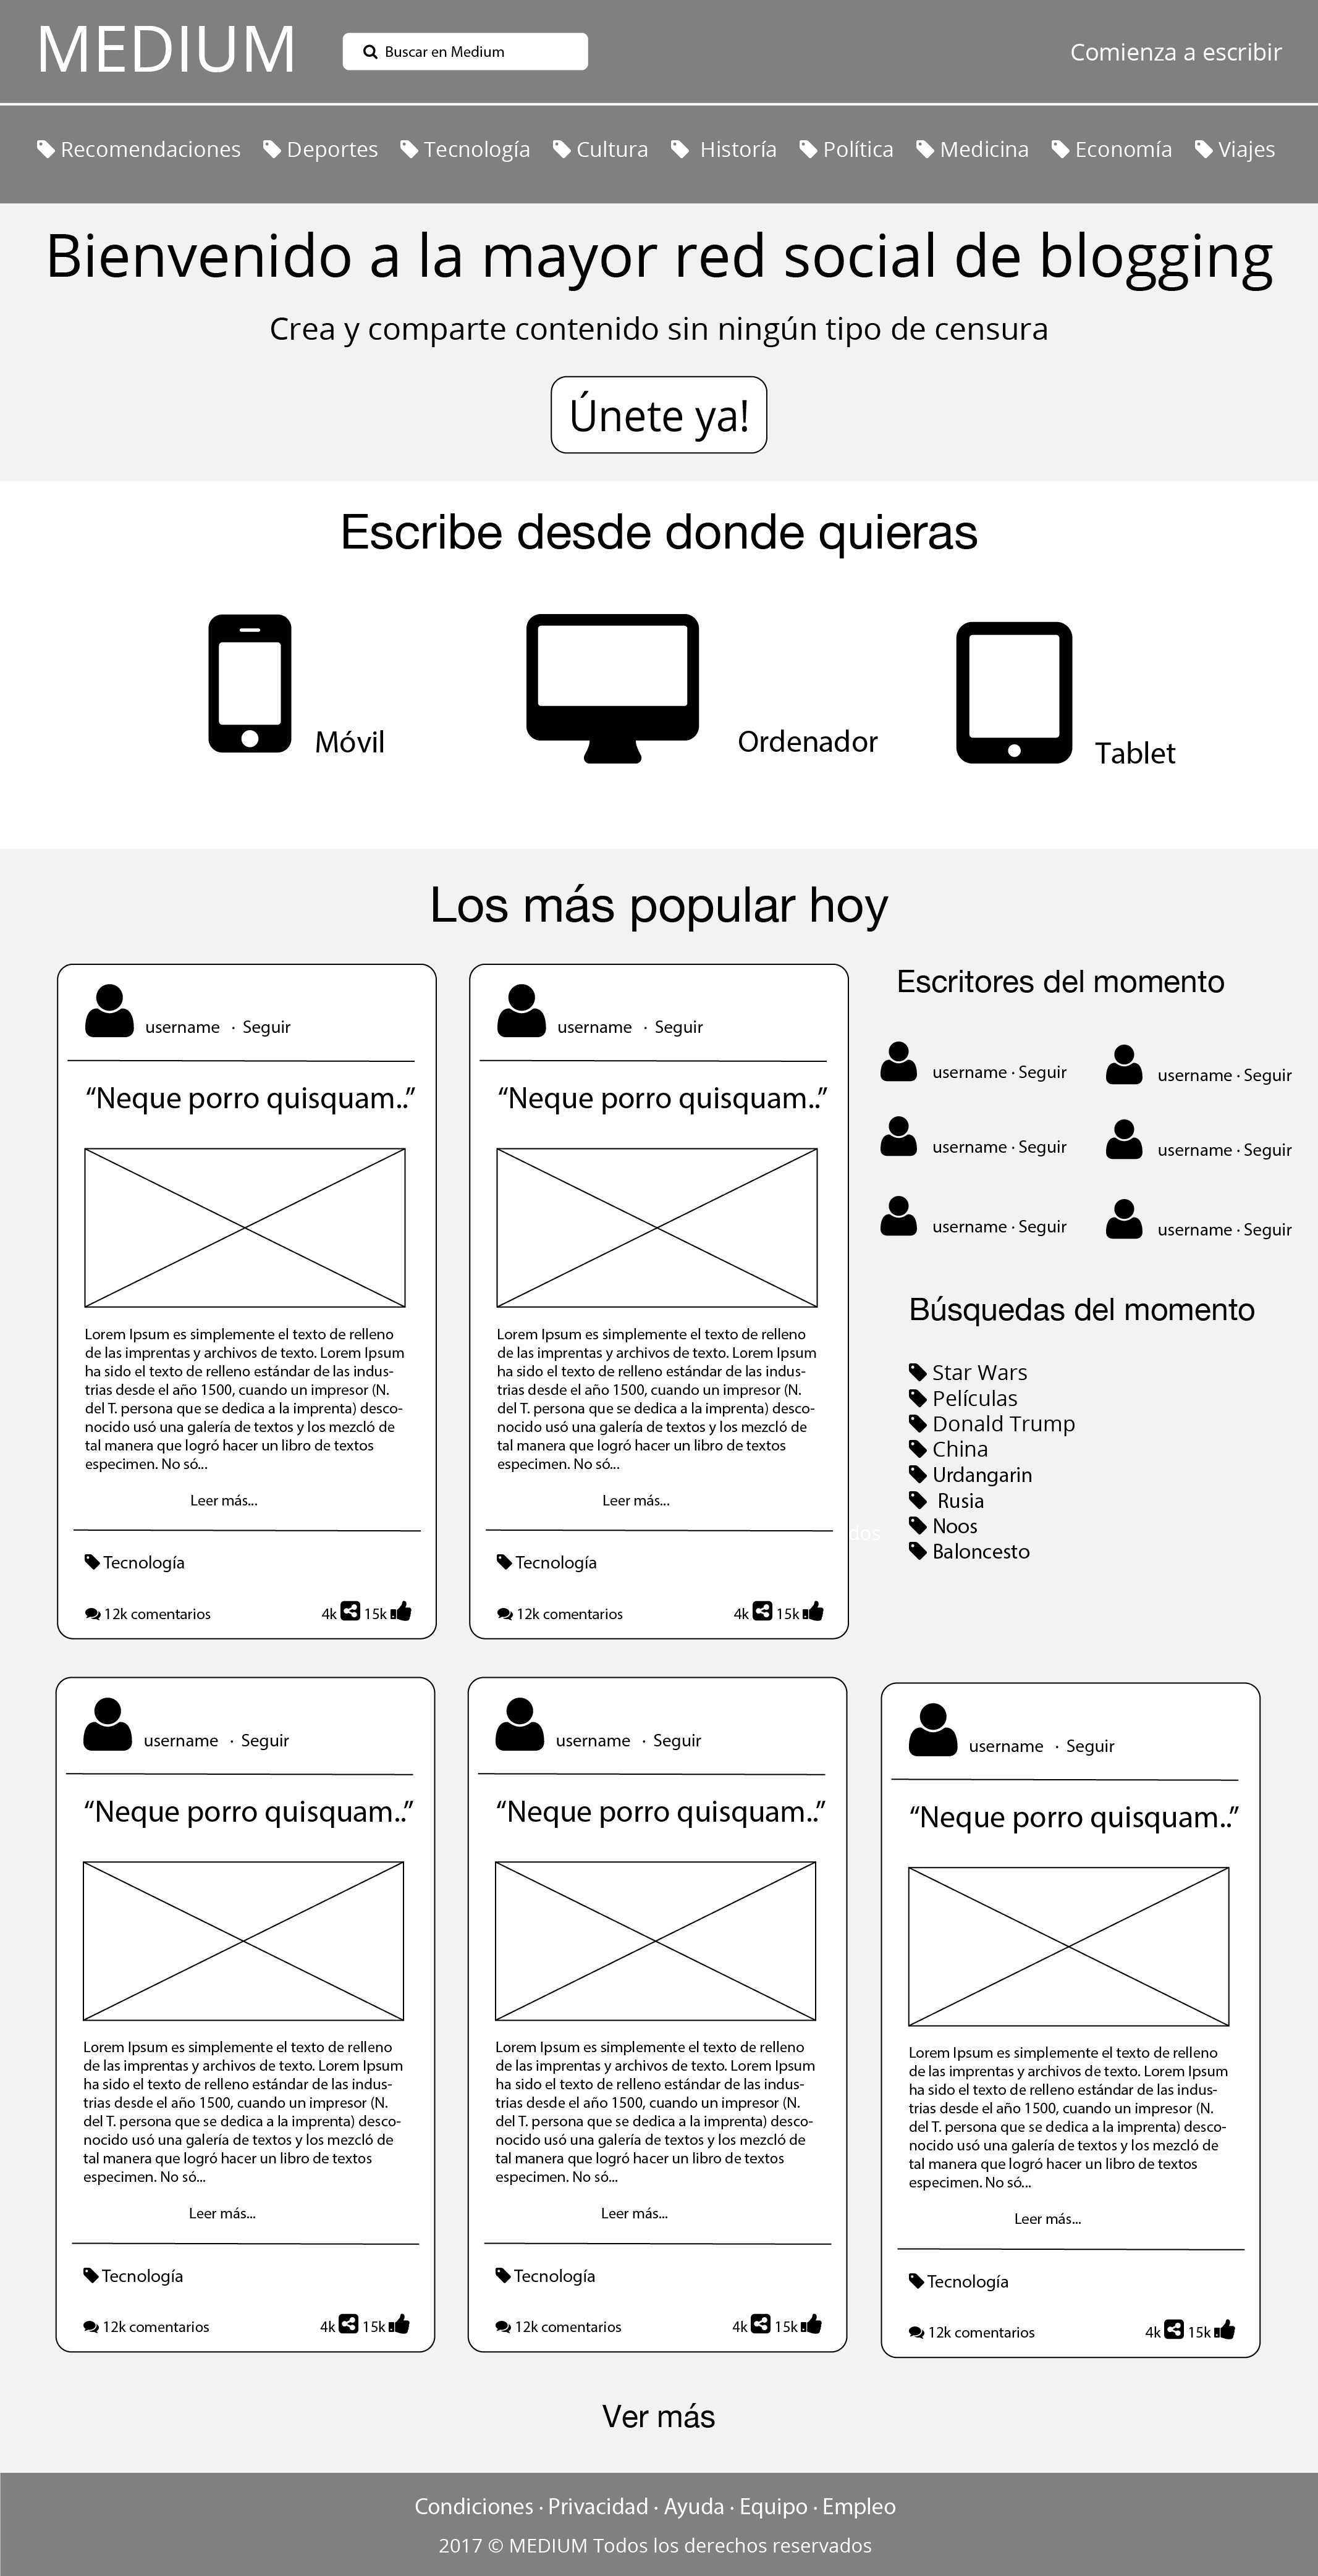 MEDIUM
Buscar en Medium
Comienza a escribir
Recomendaciones Deportes Tecnología Cultura Historía Política Medicina Economía Viajes
Bienvenido a la mayor red social de blogging
Crea y comparte contenido sin ningún tipo de censura
Únete ya!
Escribe desde donde quieras
Móvil
Ordenador
Tablet
Los más popular hoy
username · Seguir
“Neque porro quisquam..”
Lorem Ipsum es simplemente el texto de relleno
de las imprentas y archivos de texto. Lorem Ipsum
ha sido el texto de relleno estándar de las indus-
trias desde el año 1500, cuando un impresor (N.
del T. persona que se dedica a la imprenta) desco-
nocido usó una galería de textos y los mezcló de
tal manera que logró hacer un libro de textos
especimen. No só...
Leer más...
Tecnología
12k comentarios 4k 15k
username · Seguir
“Neque porro quisquam..”
Lorem Ipsum es simplemente el texto de relleno
de las imprentas y archivos de texto. Lorem Ipsum
ha sido el texto de relleno estándar de las indus-
trias desde el año 1500, cuando un impresor (N.
del T. persona que se dedica a la imprenta) desco-
nocido usó una galería de textos y los mezcló de
tal manera que logró hacer un libro de textos
especimen. No só...
Leer más...
dos
Tecnología
12k comentarios 4k 15k
Escritores del momento
username · Seguir
username · Seguir
username · Seguir
username · Seguir
username · Seguir
username · Seguir
Búsquedas del momento
Star Wars
Películas
Donald Trump
China
Urdangarin
Rusia
Noos
Baloncesto
username · Seguir
“Neque porro quisquam..”
Lorem Ipsum es simplemente el texto de relleno
de las imprentas y archivos de texto. Lorem Ipsum
ha sido el texto de relleno estándar de las indus-
trias desde el año 1500, cuando un impresor (N.
del T. persona que se dedica a la imprenta) desco-
nocido usó una galería de textos y los mezcló de
tal manera que logró hacer un libro de textos
especimen. No só...
Leer más...
Tecnología
12k comentarios 4k 15k
username · Seguir
“Neque porro quisquam..”
Lorem Ipsum es simplemente el texto de relleno
de las imprentas y archivos de texto. Lorem Ipsum
ha sido el texto de relleno estándar de las indus-
trias desde el año 1500, cuando un impresor (N.
del T. persona que se dedica a la imprenta) desco-
nocido usó una galería de textos y los mezcló de
tal manera que logró hacer un libro de textos
especimen. No só...
Leer más...
Tecnología
12k comentarios 4k 15k
username · Seguir
“Neque porro quisquam..”
Lorem Ipsum es simplemente el texto de relleno
de las imprentas y archivos de texto. Lorem Ipsum
ha sido el texto de relleno estándar de las indus-
trias desde el año 1500, cuando un impresor (N.
del T. persona que se dedica a la imprenta) desco-
nocido usó una galería de textos y los mezcló de
tal manera que logró hacer un libro de textos
especimen. No só...
Leer más...
Tecnología
12k comentarios 4k 15k
Ver más
Condiciones · Privacidad · Ayuda · Equipo · Empleo
2017 © MEDIUM Todos los derechos reservados